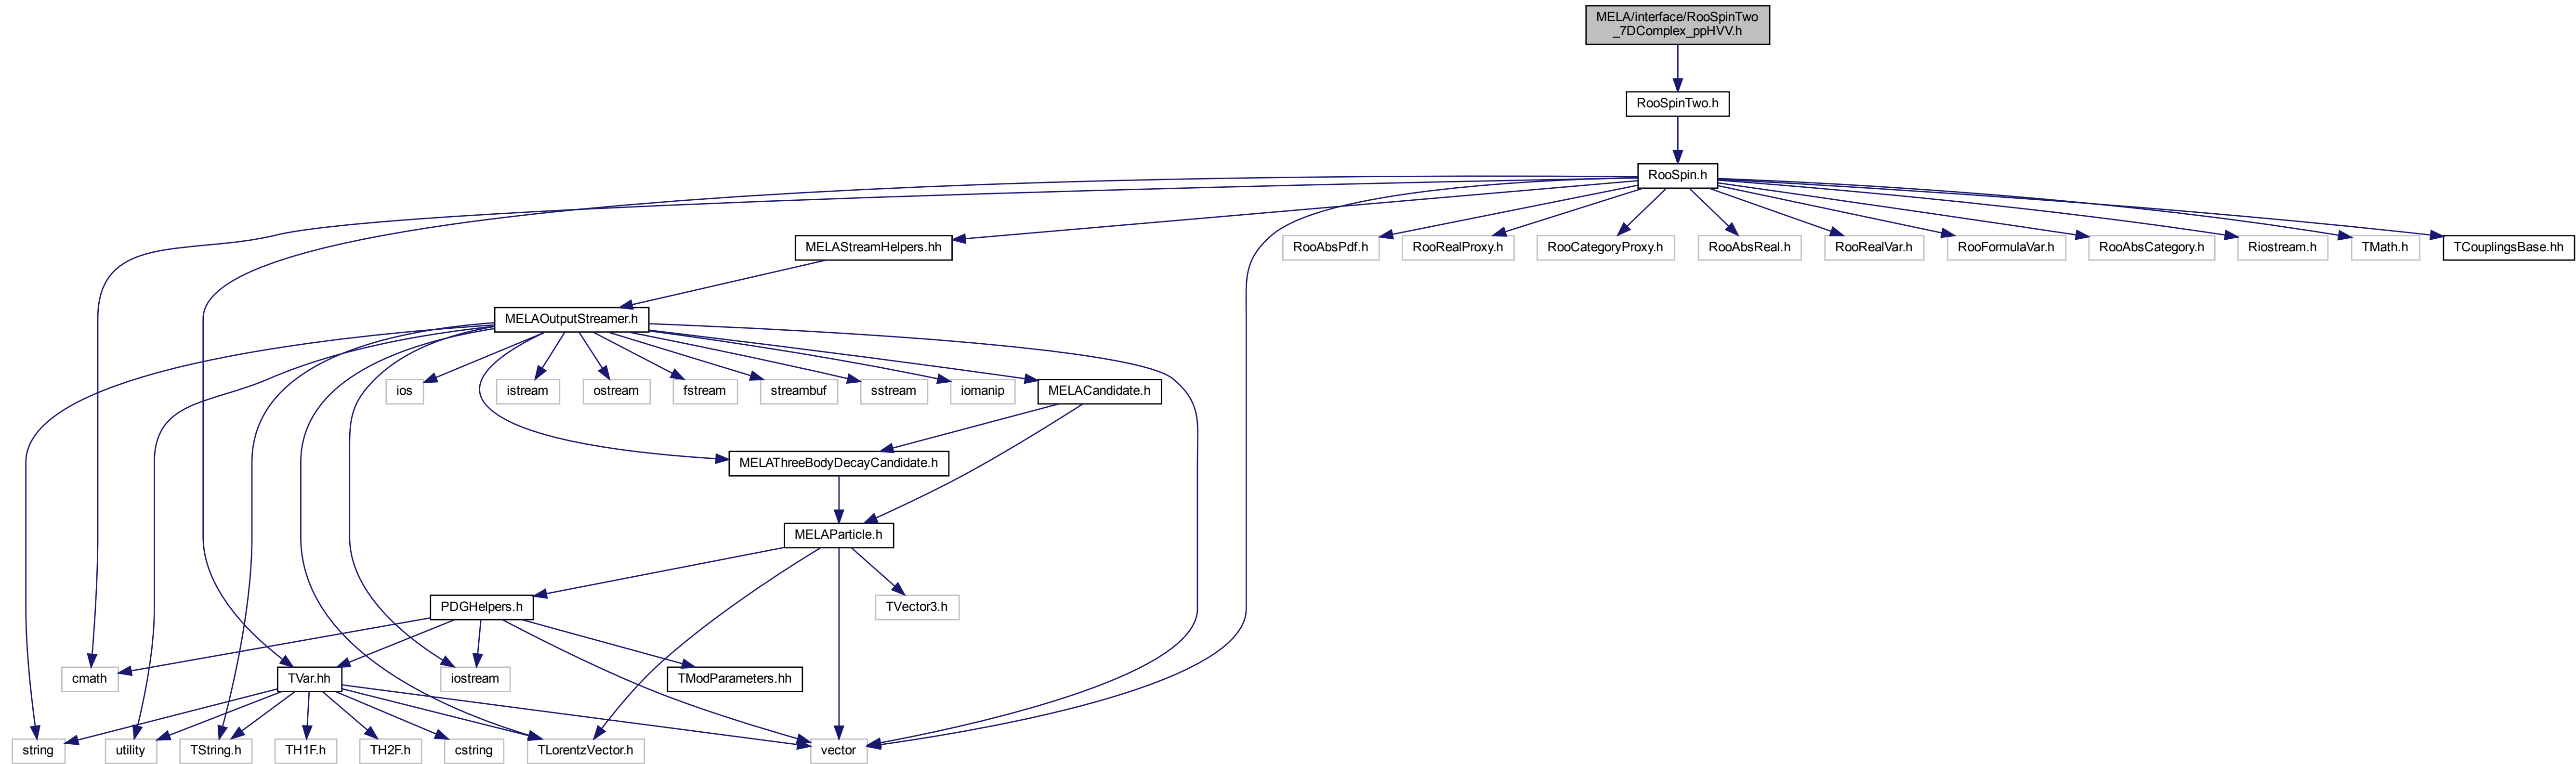 MELA/interface/RooSpinTwo
_7DComplex_ppHVV.h
RooSpinTwo.h
RooSpin.h
MELAStreamHelpers.hh
RooAbsPdf.h
RooRealProxy.h
RooCategoryProxy.h
RooAbsReal.h
RooRealVar.h
RooFormulaVar.h
RooAbsCategory.h
Riostream.h
TMath.h
TCouplingsBase.hh
MELAOutputStreamer.h
ios
istream
ostream
fstream
streambuf
sstream
iomanip
MELACandidate.h
MELAThreeBodyDecayCandidate.h
MELAParticle.h
PDGHelpers.h
TVector3.h
cmath
TVar.hh
iostream
TModParameters.hh
string
utility
TString.h
TH1F.h
TH2F.h
cstring
TLorentzVector.h
vector